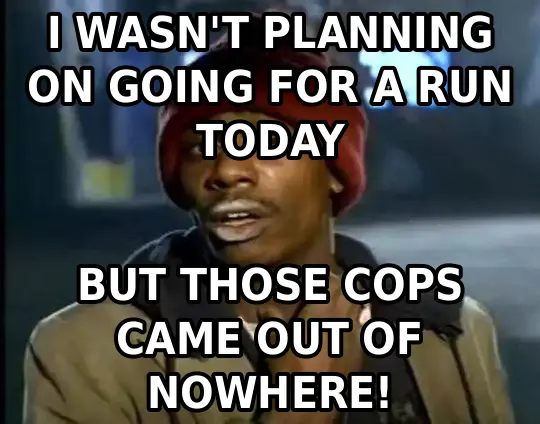 I WASN'T PLANNING
ON GOING FOR A RUN
TODAY
BUT THOSE COPS
CAME OUT OF
NOWHERE!